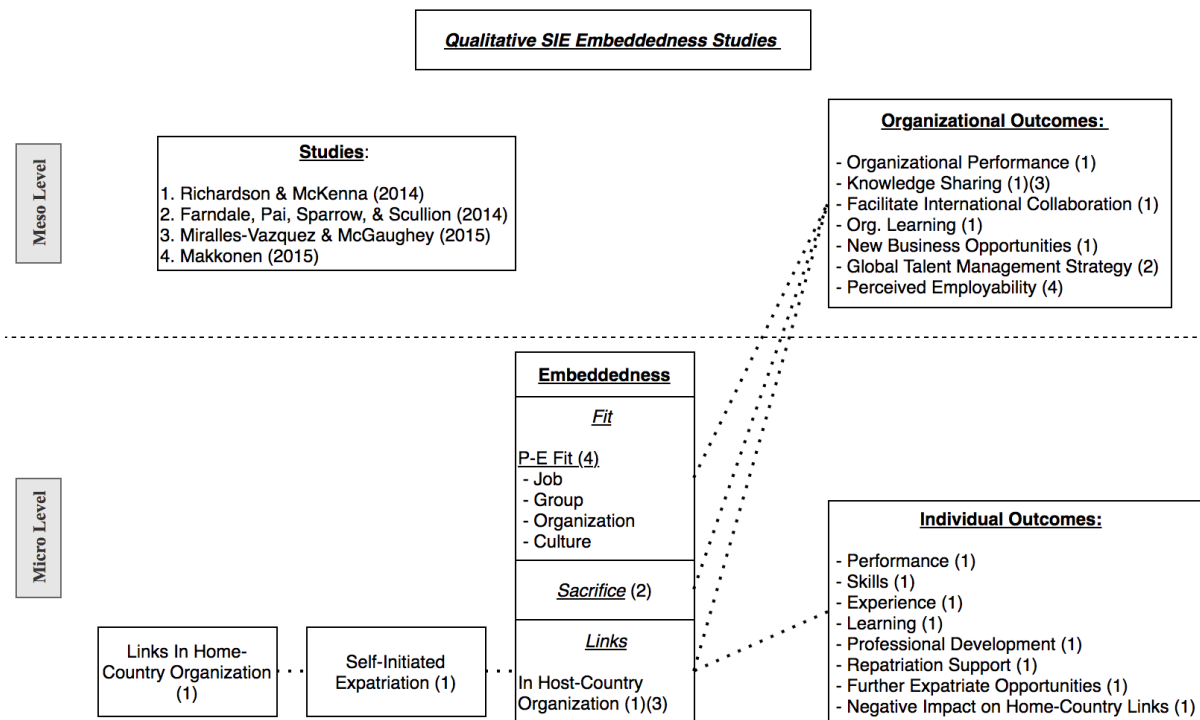 Qualitative SIE Embeddedness Studies
Meso Level
Studies:
1. Richardson & McKenna (2014)
2. Farndale, Pai, Sparrow, & Scullion (2014)
3. Miralles-Vazquez & McGaughey (2015)
4. Makkonen (2015)
Organizational Outcomes:
- Organizational Performance (1)
- Knowledge Sharing (1)(3)
- Facilitate International Collaboration (1)
- Org. Learning (1)
- New Business Opportunities (1)
- Global Talent Management Strategy (2)
- Perceived Employability (4)
Micro Level
Links In Home-
Country Organization
(1)
Self-Initiated
Expatriation (1)
Embeddedness
Fit
P-E Fit (4)
- Job
- Group
- Organization
- Culture
Sacrifice (2)
Links
In Host-Country
Organization (1)(3)
Individual Outcomes:
- Performance (1)
- Skills (1)
- Experience (1)
- Learning (1)
- Professional Development (1)
- Repatriation Support (1)
- Further Expatriate Opportunities (1)
- Negative Impact on Home-Country Links (1)